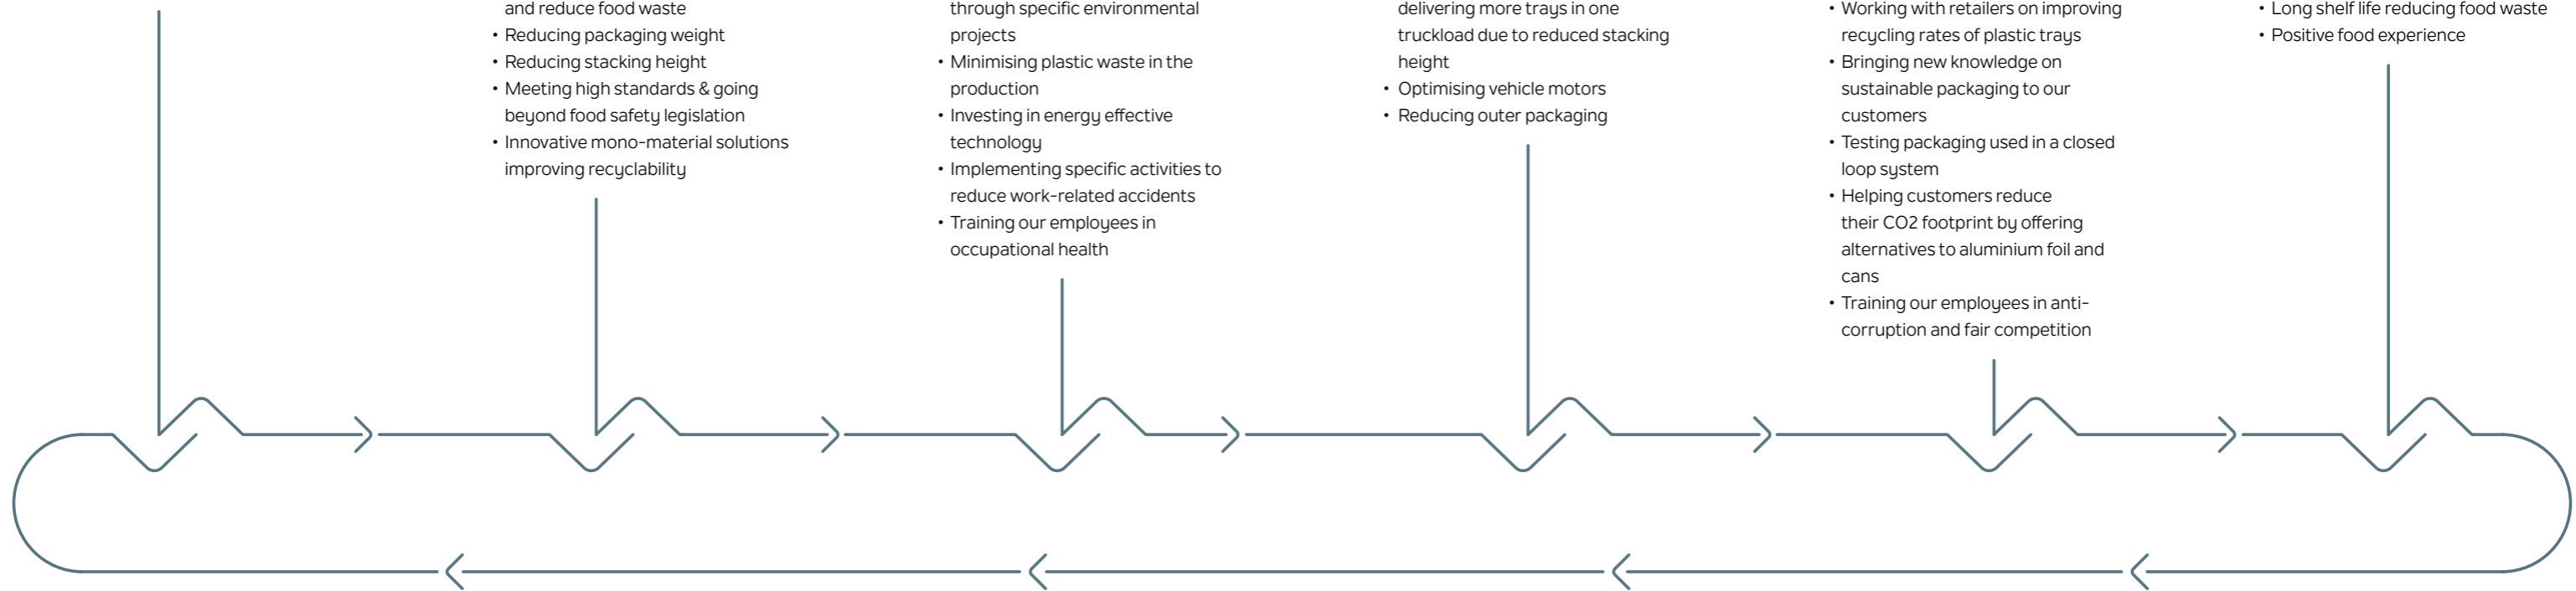 and reduce food waste
• Reducing packaging weight
• Reducing stacking height
• Meeting high standards & going
beyond food safety legislation
• Innovative mono-material solutions
improving recyclability
through specific environmental
projects
• Minimising plastic waste in the
production
• Investing in energy effective
technology
• Implementing specific activities to
reduce work-related accidents
• Training our employees in
occupational health
delivering more trays in one
truckload due to reduced stacking
height
• Optimising vehicle motors
• Reducing outer packaging
• Working with retailers on improving
recycling rates of plastic trays
• Bringing new knowledge on
sustainable packaging to our
customers
• Testing packaging used in a closed
loop system
• Helping customers reduce
their CO2 footprint by offering
alternatives to aluminium foil and
cans
• Training our employees in anti-
corruption and fair competition
• Long shelf life reducing food waste
• Positive food experience